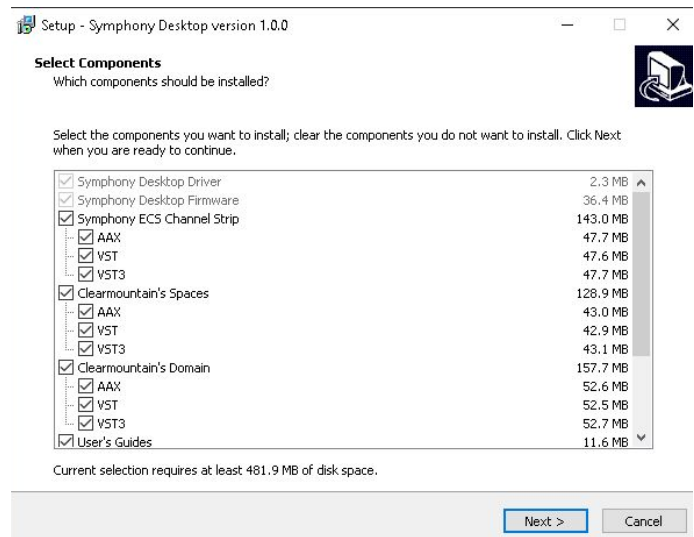 Setup - Symphony Desktop version 1.0.0
Select Components
Which components should be installed?
Select the components you want to install; clear the components you do not want to install. Click Next
when you are ready to continue.
Symphony Desktop Driver 2.3 MB
Symphony Desktop Firmware 36.4 MB
Symphony ECS Channel Strip 143.0 MB
AAX 47.7 MB
VST 47.6 MB
VST3 47.7 MB
Clearmountain's Spaces 128.9 MB
AAX 43.0 MB
VST 42.9 MB
VST3 43.1 MB
Clearmountain's Domain 157.7 MB
AAX 52.6 MB
VST 52.5 MB
VST3 52.7 MB
User's Guides 11.6 MB
Current selection requires at least 481.9 MB of disk space.
Next > Cancel